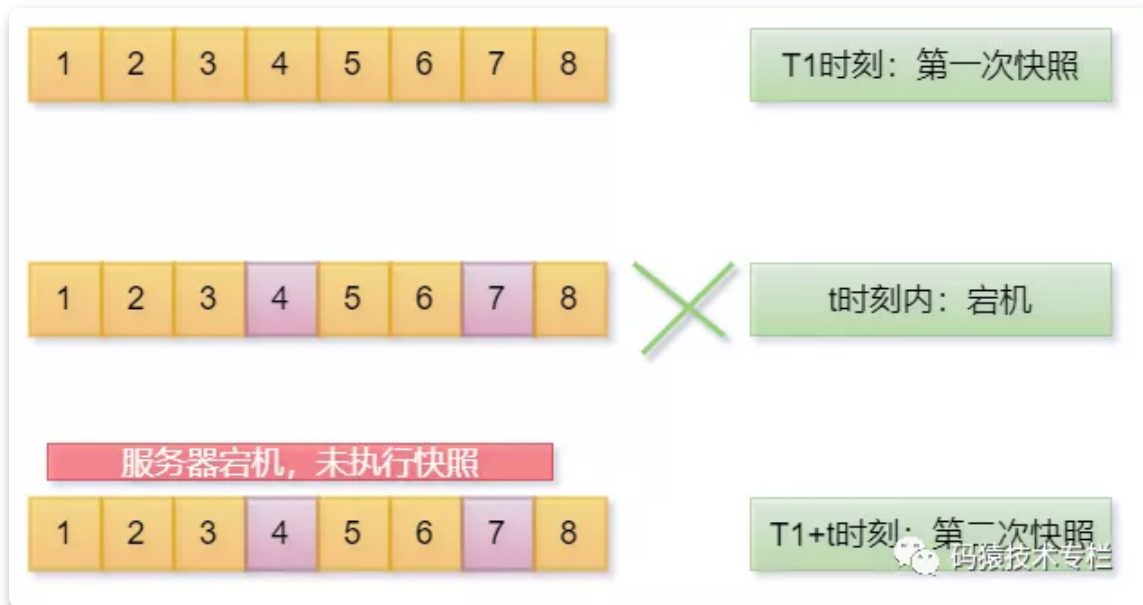 1 2 3 4 5 6 7 8
T1时刻：第一次快照
1 2 3 4 5 6 7 8
t时刻内：宕机
服务器宕机，未执行快照
1 2 3 4 5 6 7 8
T1+t时刻：第二次快照
码猿技术专栏